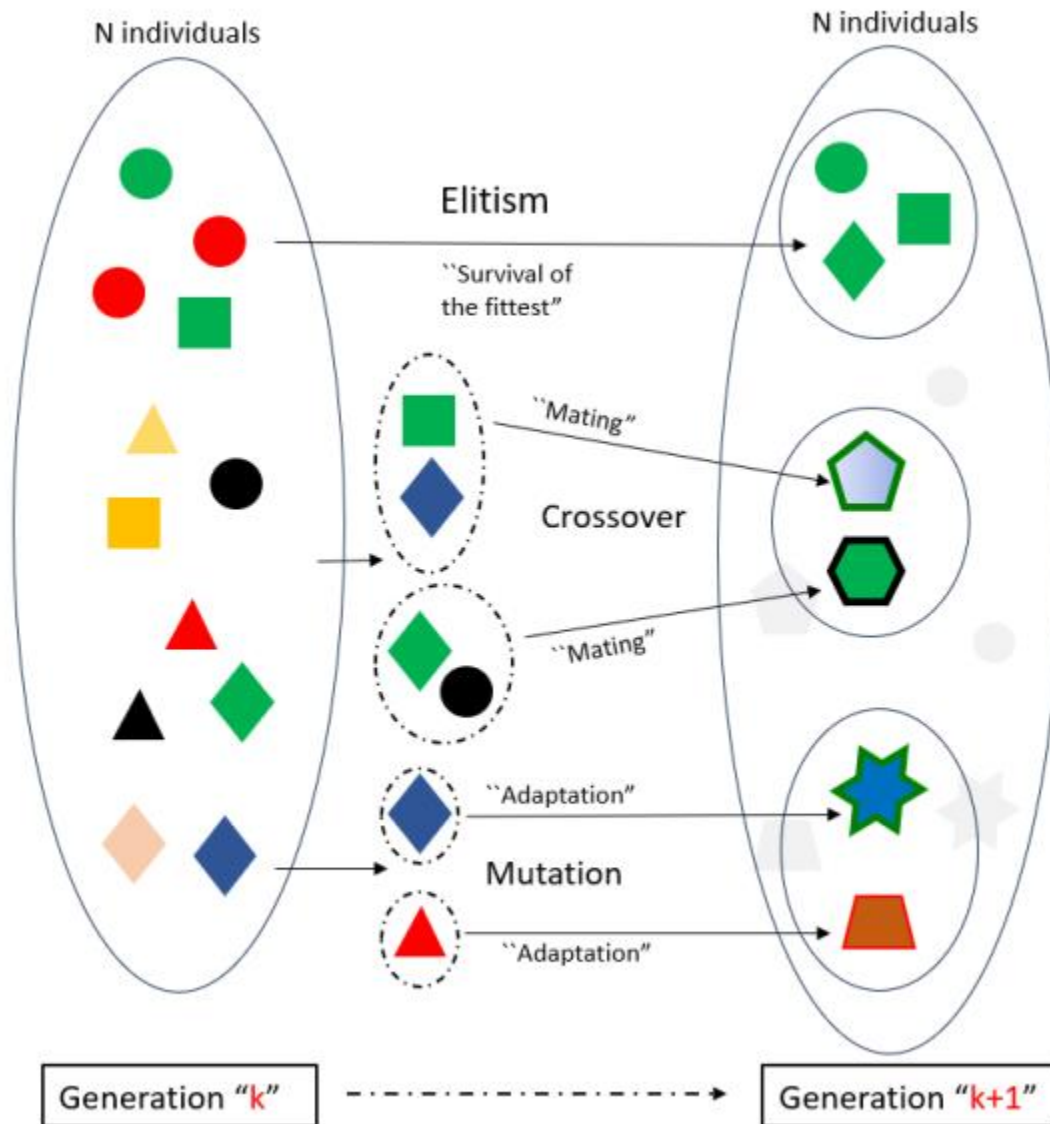 N individuals
N individuals
Elitism
``Survival of
the fittest”
``Mating”
Crossover
``Mating”
``Adaptation”
Mutation
``Adaptation”
Generation “k”
Generation “k+1”